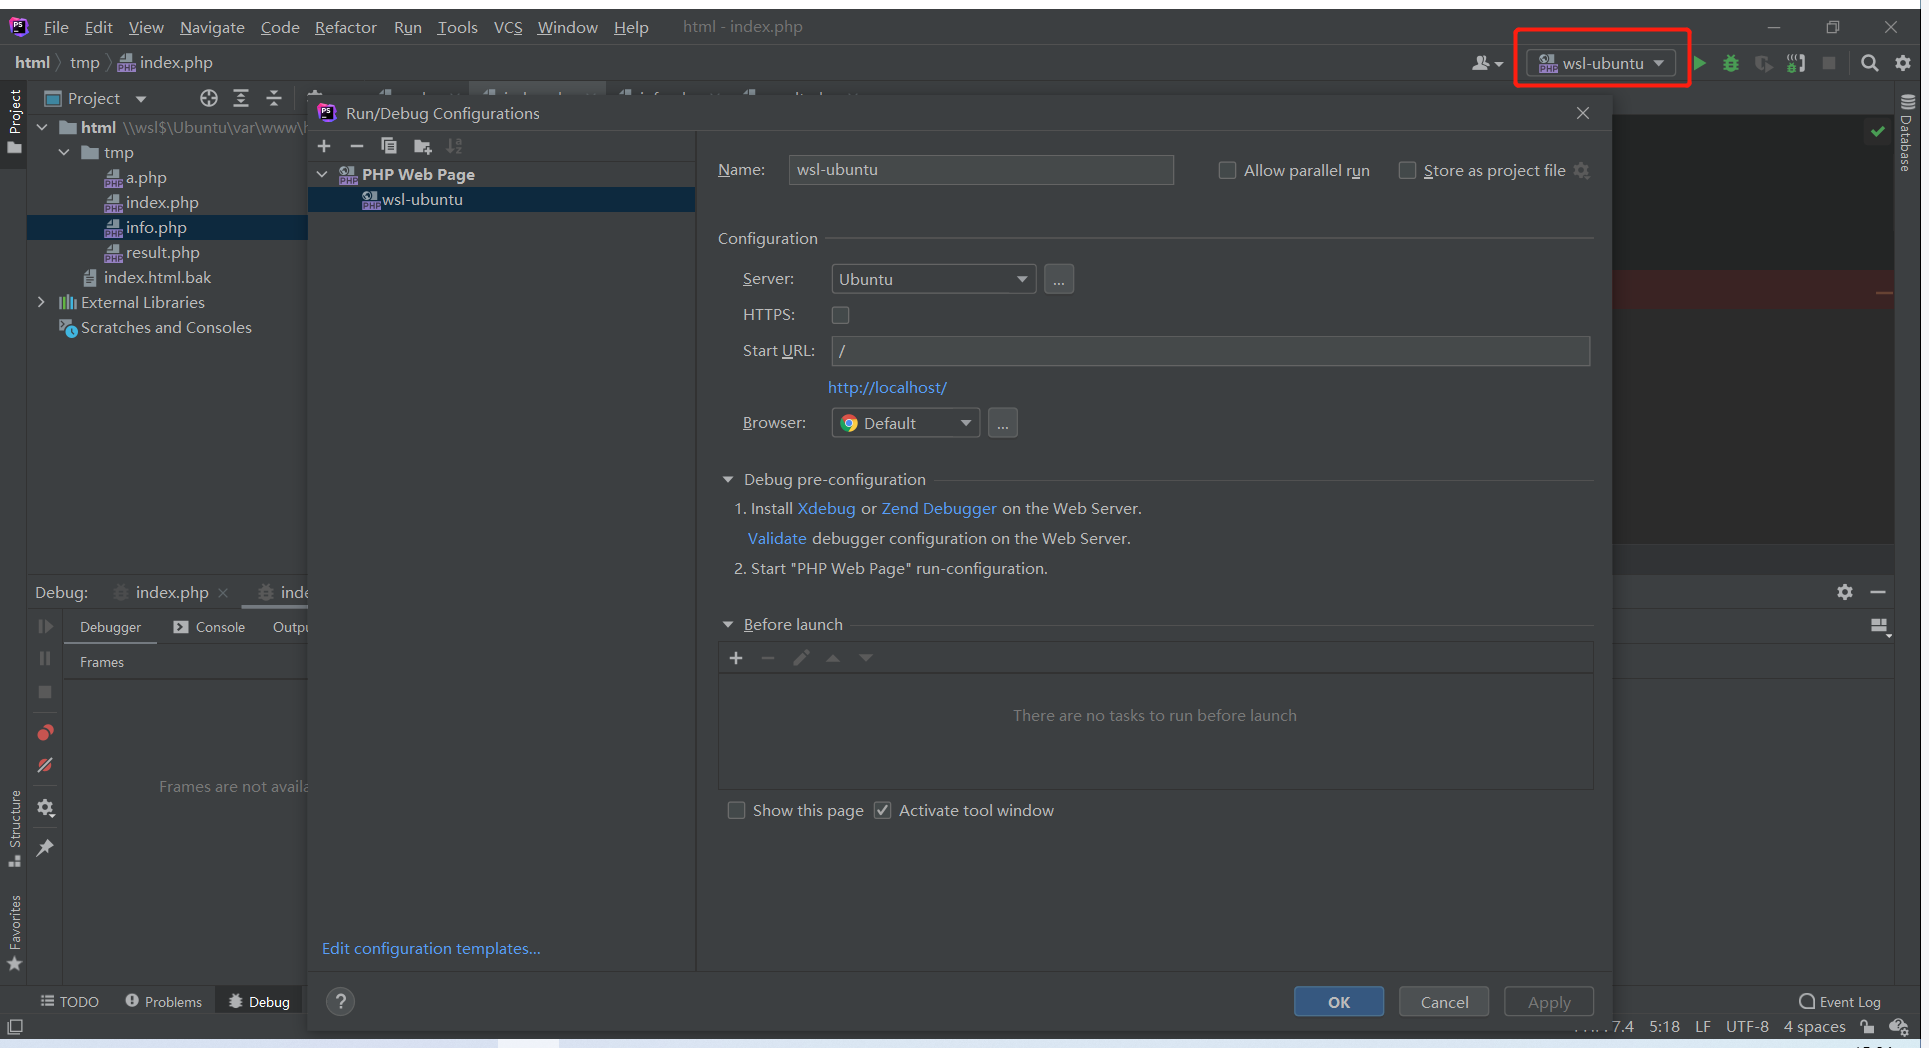 File Edit View Navigate Code Refactor Run Tools VCS Window Help html - index.php
html tmp index.php wsl-ubuntu
Project
Project
html \\wsl$\Ubuntu\var\www\
tmp
a.php
index.php
info.php
result.php
index.html.bak
External Libraries
Scratches and Consoles
Database
Run/Debug Configurations
PHP Web Page
wsl-ubuntu
Name: wsl-ubuntu Allow parallel run Store as project file
Configuration
Server: Ubuntu ...
HTTPS:
Start URL: /
http://localhost/
Browser: Default ...
Debug pre-configuration
1. Install Xdebug or Zend Debugger on the Web Server.
Validate debugger configuration on the Web Server.
2. Start "PHP Web Page" run-configuration.
Before launch
There are no tasks to run before launch
Show this page Activate tool window
Edit configuration templates...
? OK Cancel Apply
Debug: index.php inde
Debugger Console Outpu
Frames
Frames are not availa
Structure
Favorites
TODO Problems Debug Event Log
7.4 5:18 LF UTF-8 4 spaces